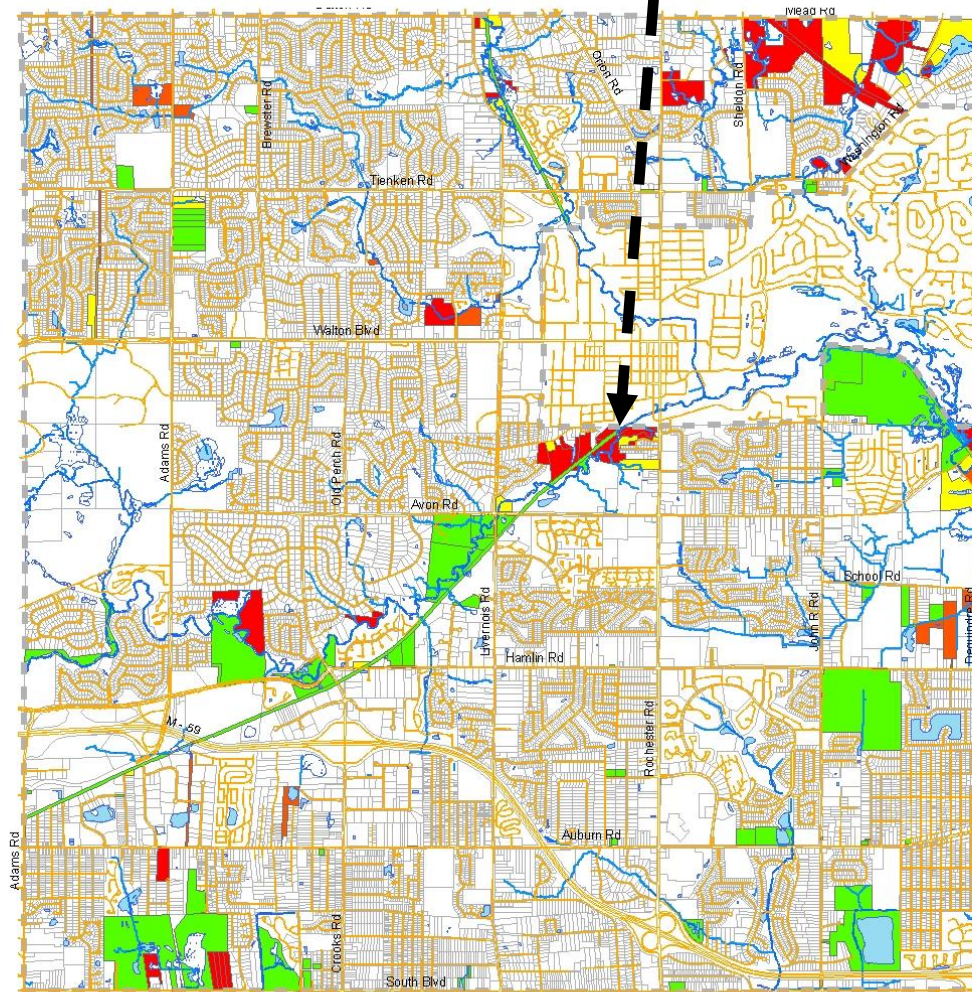 Mead Rd
Orion Rd
Sheldon Rd
Brewster Rd
Washington Rd
Tienken Rd
Walton Blvd
Adams Rd
Old Perch Rd
Avon Rd
School Rd
Livernois Rd
John R Rd
Dequindre Rd
Hamlin Rd
M - 59
Rochester Rd
Auburn Rd
Adams Rd
Crooks Rd
South Blvd